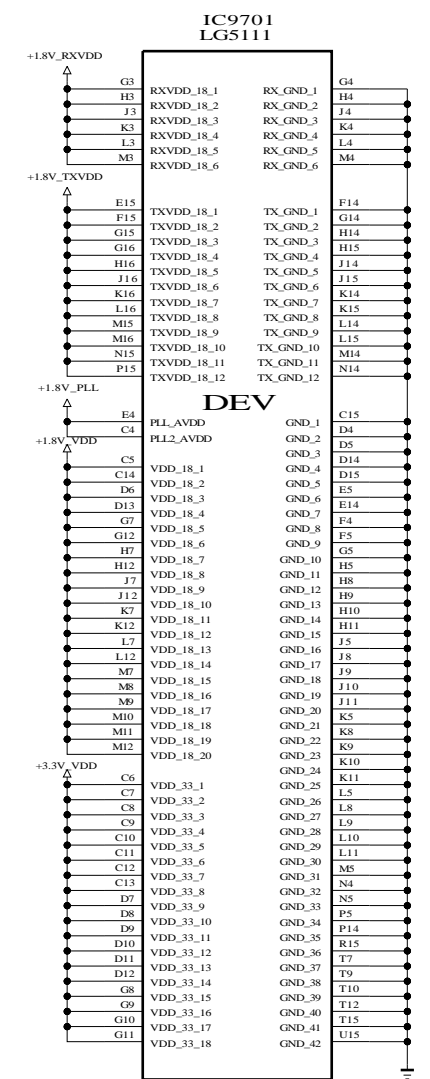 IC9701
LG5111
+1.8V_RXVDD
G3 RXVDD_18_1 RX_GND_1 G4
H3 RXVDD_18_2 RX_GND_2 H4
J3 RXVDD_18_3 RX_GND_3 J4
K3 RXVDD_18_4 RX_GND_4 K4
L3 RXVDD_18_5 RX_GND_5 L4
M3 RXVDD_18_6 RX_GND_6 M4
+1.8V_TXVDD
E15 TXVDD_18_1 TX_GND_1 F14
F15 TXVDD_18_2 TX_GND_2 G14
G15 TXVDD_18_3 TX_GND_3 H14
G16 TXVDD_18_4 TX_GND_4 H15
H16 TXVDD_18_5 TX_GND_5 J14
J16 TXVDD_18_6 TX_GND_6 J15
K16 TXVDD_18_7 TX_GND_7 K14
L16 TXVDD_18_8 TX_GND_8 K15
M15 TXVDD_18_9 TX_GND_9 L14
M16 TXVDD_18_10 TX_GND_10 L15
N15 TXVDD_18_11 TX_GND_11 M14
P15 TXVDD_18_12 TX_GND_12 N14
+1.8V_PLL
DEV
E4 PLL_AVDD GND_1 C15
C4 PLL2_AVDD GND_2 D4
+1.8V_VDD
GND_3 D5
C5 VDD_18_1 GND_4 D14
C14 VDD_18_2 GND_5 D15
D6 VDD_18_3 GND_6 E5
D13 VDD_18_4 GND_7 E14
G7 VDD_18_5 GND_8 F4
G12 VDD_18_6 GND_9 F5
H7 VDD_18_7 GND_10 G5
H12 VDD_18_8 GND_11 H5
J7 VDD_18_9 GND_12 H8
J12 VDD_18_10 GND_13 H9
K7 VDD_18_11 GND_14 H10
K12 VDD_18_12 GND_15 H11
L7 VDD_18_13 GND_16 J5
L12 VDD_18_14 GND_17 J8
M7 VDD_18_15 GND_18 J9
M8 VDD_18_16 GND_19 J10
M9 VDD_18_17 GND_20 J11
M10 VDD_18_18 GND_21 K5
M11 VDD_18_19 GND_22 K8
M12 VDD_18_20 GND_23 K9
+3.3V_VDD
GND_24 K10
C6 VDD_33_1 GND_25 K11
C7 VDD_33_2 GND_26 L5
C8 VDD_33_3 GND_27 L8
C9 VDD_33_4 GND_28 L9
C10 VDD_33_5 GND_29 L10
C11 VDD_33_6 GND_30 L11
C12 VDD_33_7 GND_31 M5
C13 VDD_33_8 GND_32 N4
D7 VDD_33_9 GND_33 N5
D8 VDD_33_10 GND_34 P5
D9 VDD_33_11 GND_35 P14
D10 VDD_33_12 GND_36 R15
D11 VDD_33_13 GND_37 T7
D12 VDD_33_14 GND_38 T9
G8 VDD_33_15 GND_39 T10
G9 VDD_33_16 GND_40 T12
G10 VDD_33_17 GND_41 T15
G11 VDD_33_18 GND_42 U15